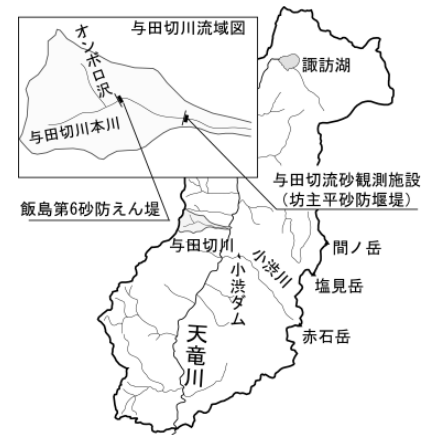 与田切川流域図
オンボロ沢
与田切川本川
諏訪湖
与田切流砂観測施設
(坊主平砂防堰堤)
飯島第6砂防えん堤
与田切川
小渋川
小渋ダム
天竜川
間ノ岳
塩見岳
赤石岳